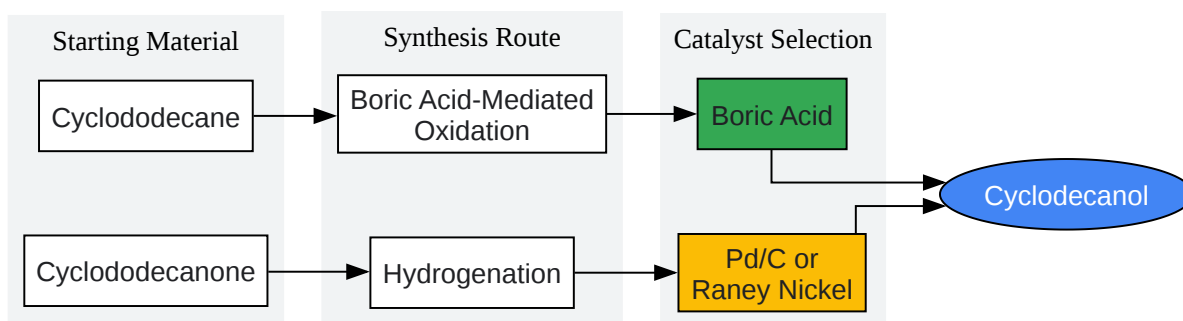 Starting Material
Synthesis Route
Catalyst Selection
Cyclododecane
Boric Acid-Mediated
Oxidation
Boric Acid
Cyclodecanol
Cyclododecanone
Hydrogenation
Pd/C or
Raney Nickel